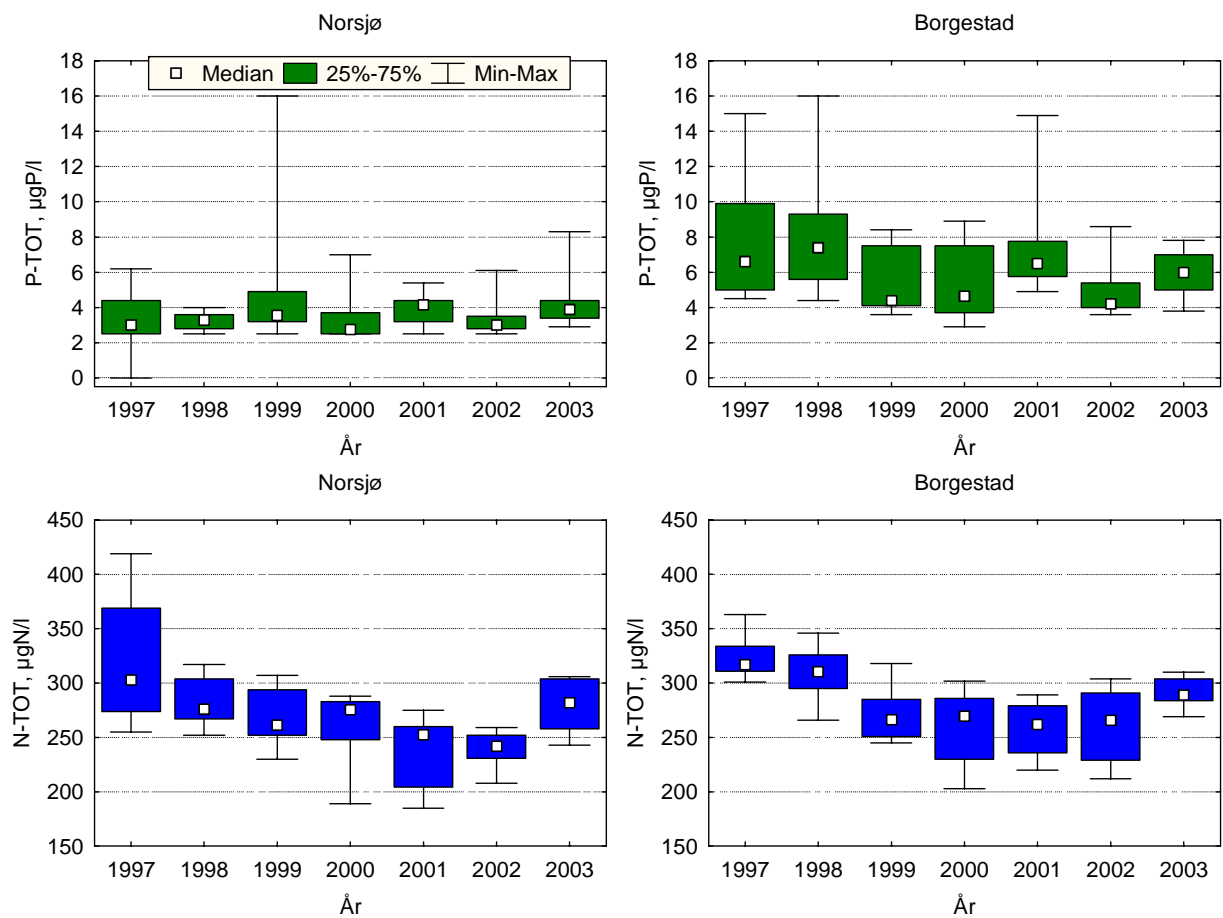 Norsjø
Borgestad
Median 25%-75% Min-Max
P-TOT, µgP/l
18
16
14
12
10
8
6
4
2
0
1997 1998 1999 2000 2001 2002 2003
År
P-TOT, µgP/l
18
16
14
12
10
8
6
4
2
0
1997 1998 1999 2000 2001 2002 2003
År
Norsjø
Borgestad
N-TOT, µgN/l
450
400
350
300
250
200
150
1997 1998 1999 2000 2001 2002 2003
År
N-TOT, µgN/l
450
400
350
300
250
200
150
1997 1998 1999 2000 2001 2002 2003
År